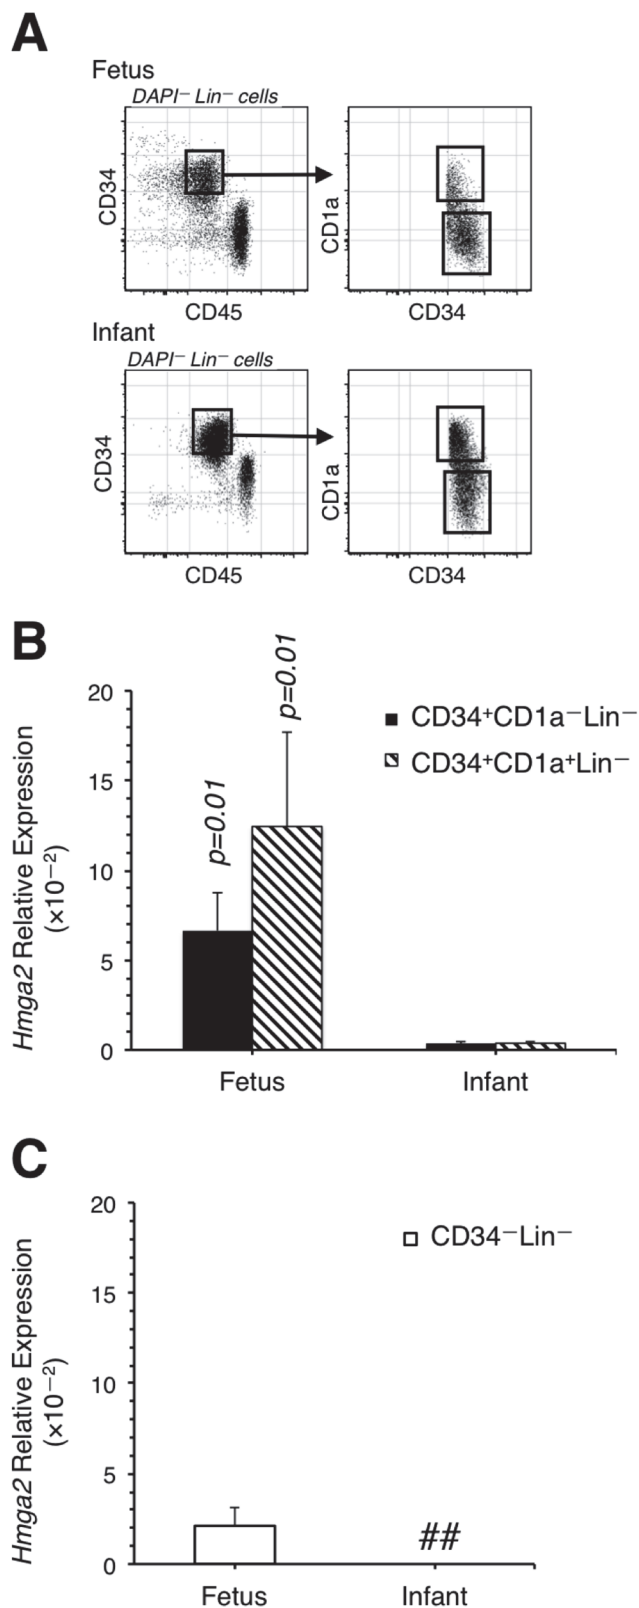 A
Fetus
DAPI– Lin– cells
CD34
CD45
CD1a
CD34
Infant
DAPI– Lin– cells
CD34
CD45
CD1a
CD34
B
Hmga2 Relative Expression
(×10−2)
20
15
10
5
0
p=0.01
p=0.01
CD34+CD1a–Lin–
CD34+CD1a+Lin–
Fetus
Infant
C
Hmga2 Relative Expression
(×10−2)
20
15
10
5
0
CD34–Lin–
##
Fetus
Infant